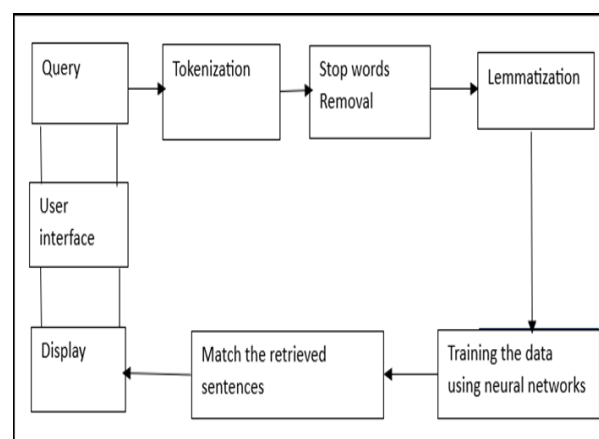 Query
Tokenization
Stop words
Removal
Lemmatization
User
interface
Display
Match the retrieved
sentences
Training the data
using neural networks